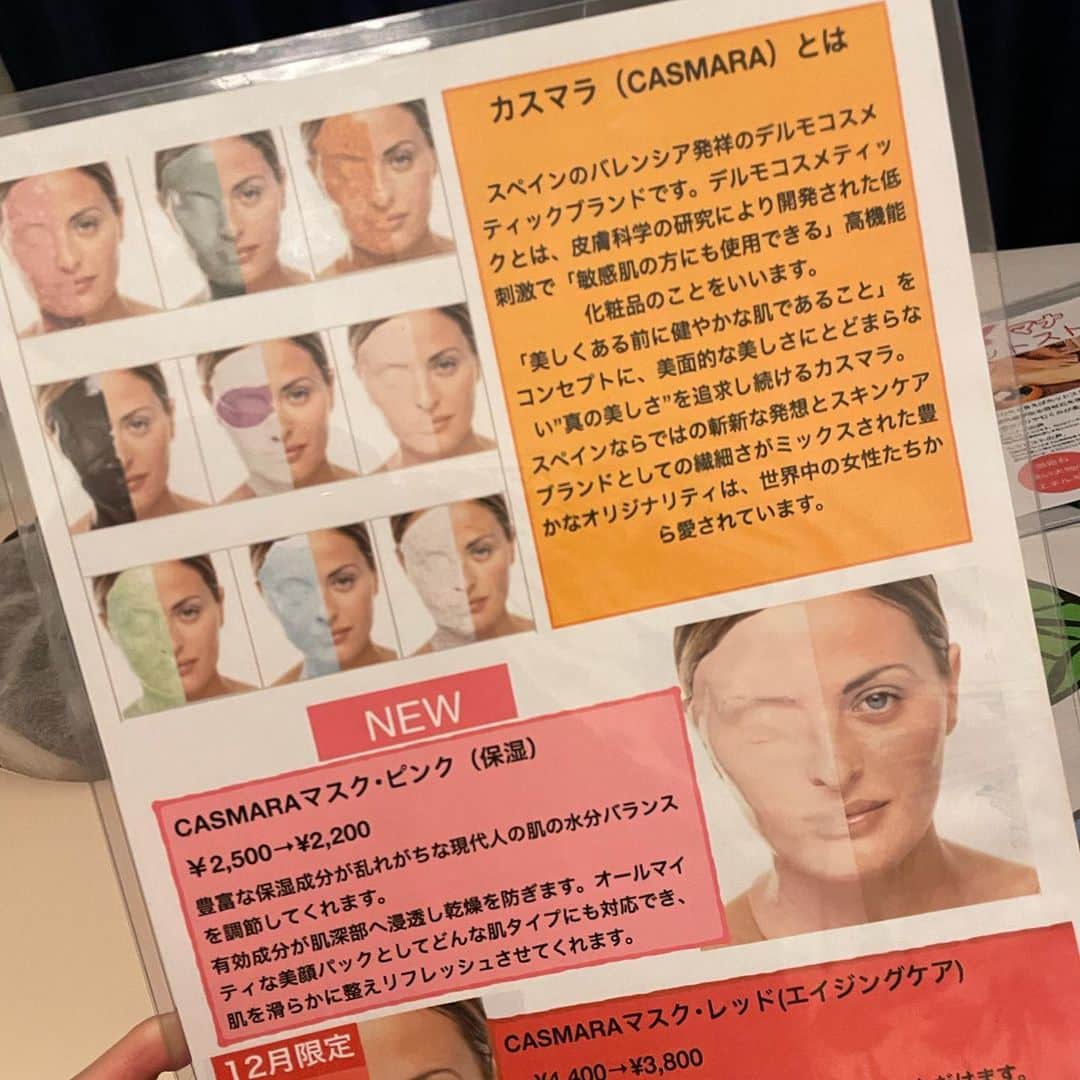 カスマラ（CASMARA）とは
スペインのバレンシア発祥のデルモコスメ
ティックブランドです。デルモコスメティッ
クとは、皮膚科学の研究により開発された低
刺激で「敏感肌の方にも使用できる」高機能
化粧品のことをいいます。
「美しくある前に健やかな肌であること」を
コンセプトに、美面的な美しさにとどまらな
い"真の美しさ"を追求し続けるカスマラ。
スペインならではの斬新な発想とスキンケア
ブランドとしての繊細さがミックスされた豊
かなオリジナリティは、世界中の女性たちか
ら愛されています。
NEW
CASMARAマスク・ピンク（保湿）
￥2,500→¥2,200
豊富な保湿成分が乱れがちな現代人の肌の水分バランス
を調節してくれます。
有効成分が肌深部へ浸透し乾燥を防ぎます。オールマイ
ティな美顔パックとしてどんな肌タイプにも対応でき、
肌を滑らかに整えリフレッシュさせてくれます。
12月限定
CASMARAマスク・レッド(エイジングケア)
¥4,400→¥3,800